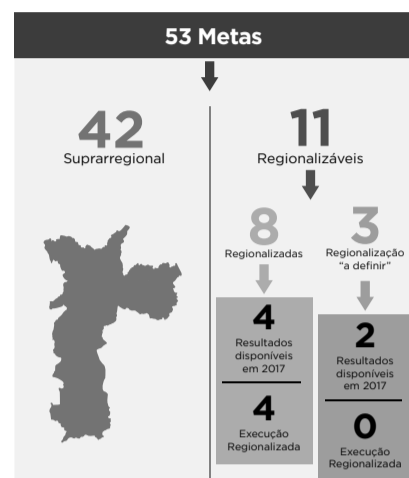 53 Metas
42
Suprarregional
11
Regionalizáveis
8
Regionalizadas
3
Regionalização
“a definir”
4
Resultados
disponíveis
em 2017
4
Execução
Regionalizada
2
Resultados
disponíveis
em 2017
0
Execução
Regionalizada